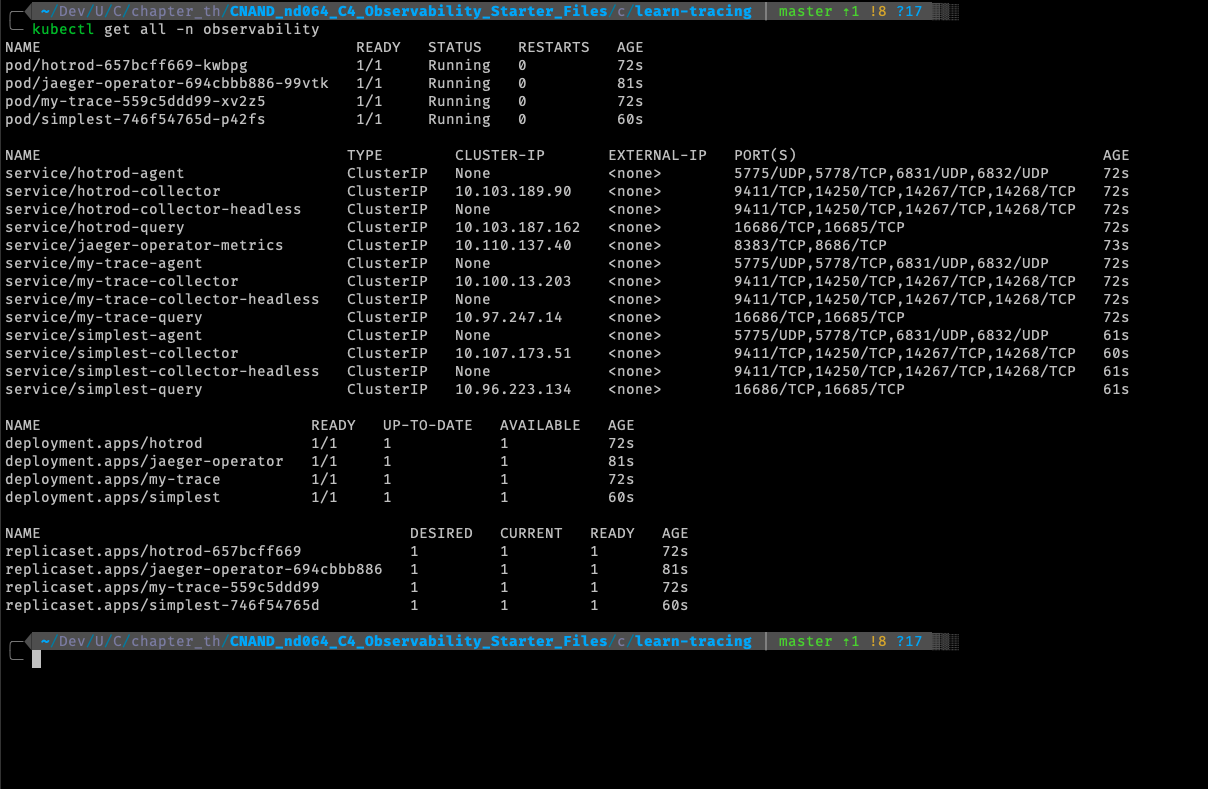 ~/Dev/U/C/chapter_th/CNAND_nd064_C4_Observability_Starter_Files/c/learn-tracing | master ↑1 !8 ?17
kubectl get all -n observability
NAME READY STATUS RESTARTS AGE
pod/hotrod-657bcff669-kwbpg 1/1 Running 0 72s
pod/jaeger-operator-694cbbb886-99vtk 1/1 Running 0 81s
pod/my-trace-559c5ddd99-xv2z5 1/1 Running 0 72s
pod/simplest-746f54765d-p42fs 1/1 Running 0 60s
NAME TYPE CLUSTER-IP EXTERNAL-IP PORT(S) AGE
service/hotrod-agent ClusterIP None <none> 5775/UDP,5778/TCP,6831/UDP,6832/UDP 72s
service/hotrod-collector ClusterIP 10.103.189.90 <none> 9411/TCP,14250/TCP,14267/TCP,14268/TCP 72s
service/hotrod-collector-headless ClusterIP None <none> 9411/TCP,14250/TCP,14267/TCP,14268/TCP 72s
service/hotrod-query ClusterIP 10.103.187.162 <none> 16686/TCP,16685/TCP 72s
service/jaeger-operator-metrics ClusterIP 10.110.137.40 <none> 8383/TCP,8686/TCP 73s
service/my-trace-agent ClusterIP None <none> 5775/UDP,5778/TCP,6831/UDP,6832/UDP 72s
service/my-trace-collector ClusterIP 10.100.13.203 <none> 9411/TCP,14250/TCP,14267/TCP,14268/TCP 72s
service/my-trace-collector-headless ClusterIP None <none> 9411/TCP,14250/TCP,14267/TCP,14268/TCP 72s
service/my-trace-query ClusterIP 10.97.247.14 <none> 16686/TCP,16685/TCP 72s
service/simplest-agent ClusterIP None <none> 5775/UDP,5778/TCP,6831/UDP,6832/UDP 61s
service/simplest-collector ClusterIP 10.107.173.51 <none> 9411/TCP,14250/TCP,14267/TCP,14268/TCP 60s
service/simplest-collector-headless ClusterIP None <none> 9411/TCP,14250/TCP,14267/TCP,14268/TCP 61s
service/simplest-query ClusterIP 10.96.223.134 <none> 16686/TCP,16685/TCP 61s
NAME READY UP-TO-DATE AVAILABLE AGE
deployment.apps/hotrod 1/1 1 1 72s
deployment.apps/jaeger-operator 1/1 1 1 81s
deployment.apps/my-trace 1/1 1 1 72s
deployment.apps/simplest 1/1 1 1 60s
NAME DESIRED CURRENT READY AGE
replicaset.apps/hotrod-657bcff669 1 1 1 72s
replicaset.apps/jaeger-operator-694cbbb886 1 1 1 81s
replicaset.apps/my-trace-559c5ddd99 1 1 1 72s
replicaset.apps/simplest-746f54765d 1 1 1 60s
~/Dev/U/C/chapter_th/CNAND_nd064_C4_Observability_Starter_Files/c/learn-tracing | master ↑1 !8 ?17